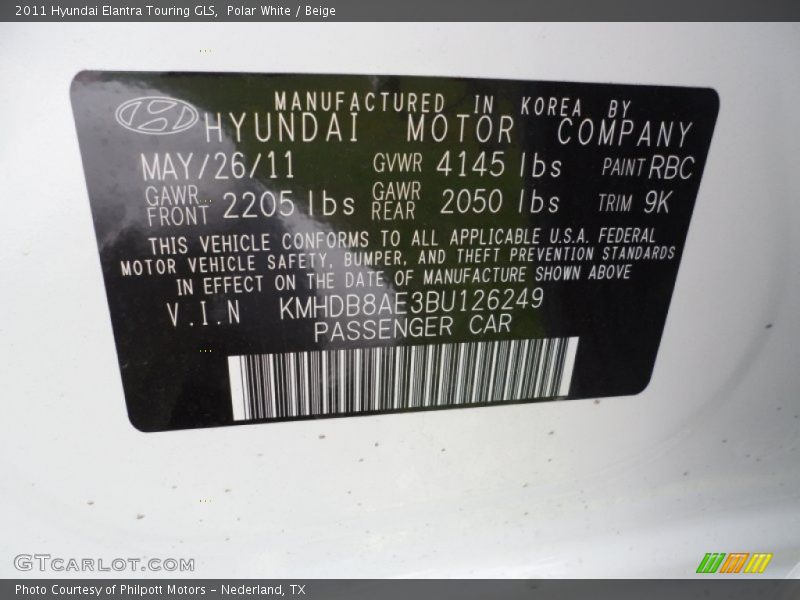 2011 Hyundai Elantra Touring GLS, Polar White / Beige
MANUFACTURED IN KOREA BY
HYUNDAI MOTOR COMPANY
MAY/26/11 GVWR 4145 lbs PAINT RBC
GAWR FRONT 2205 lbs GAWR REAR 2050 lbs TRIM 9K
THIS VEHICLE CONFORMS TO ALL APPLICABLE U.S.A. FEDERAL
MOTOR VEHICLE SAFETY, BUMPER, AND THEFT PREVENTION STANDARDS
IN EFFECT ON THE DATE OF MANUFACTURE SHOWN ABOVE
V.I.N KMHDB8AE3BU126249
PASSENGER CAR
GTCARLOT.COM
Photo Courtesy of Philpott Motors - Nederland, TX